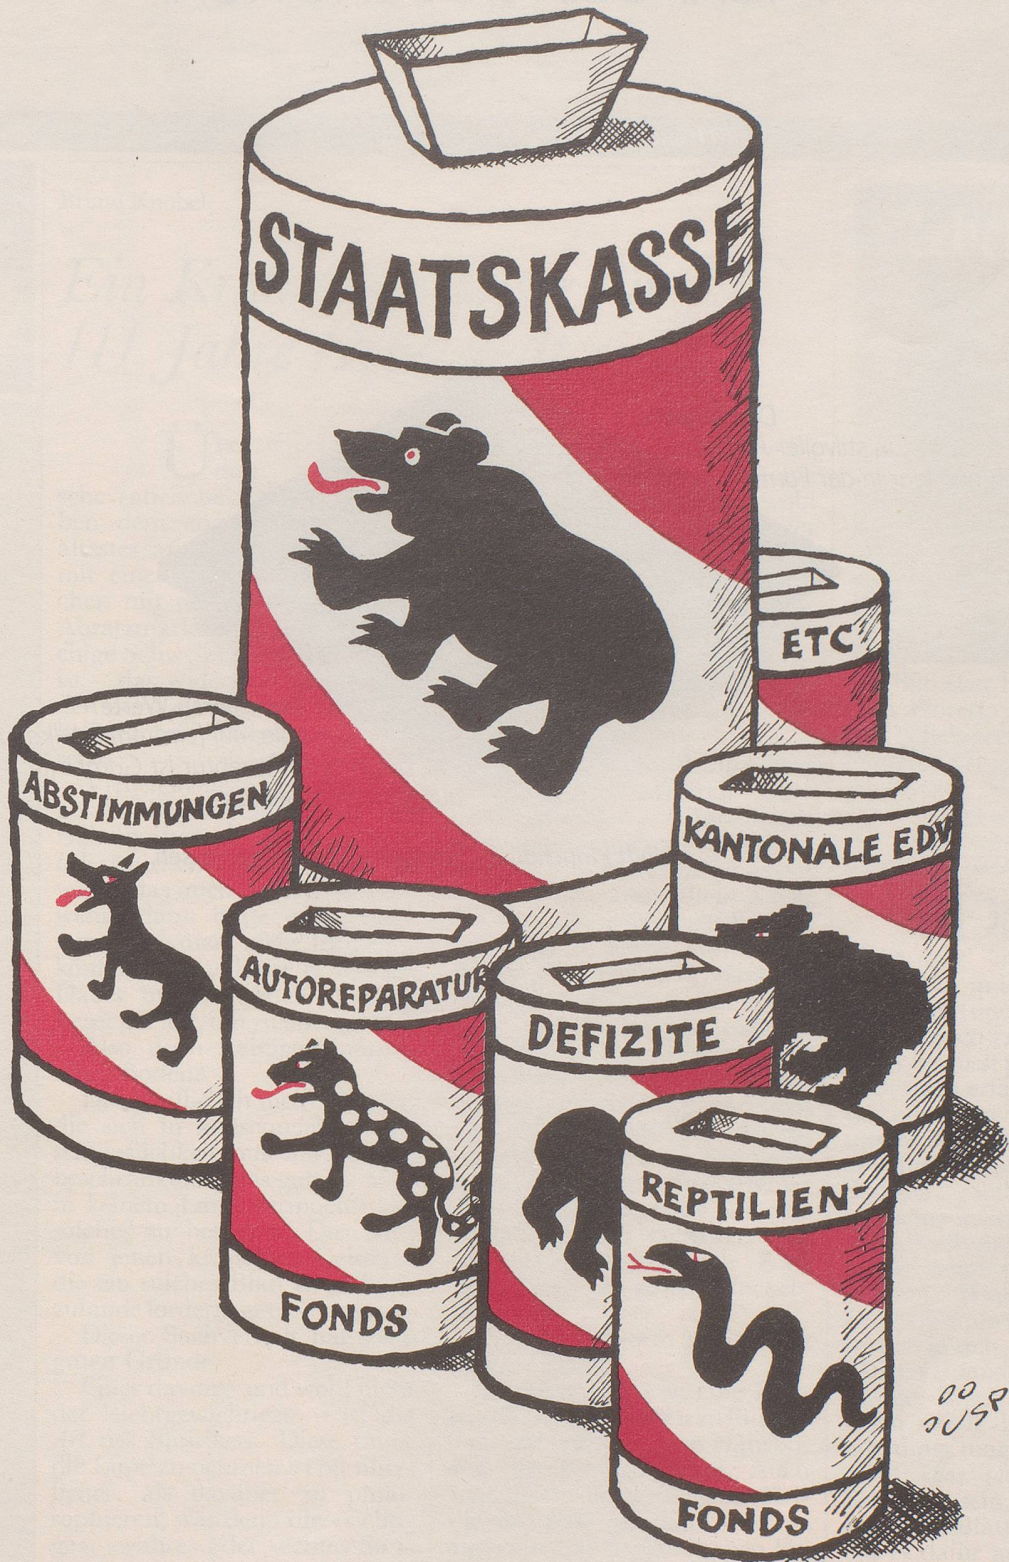 STAATSKASSE
ETC
ABSTIMMUNGEN
KANTONALE EDV
AUTOREPARATUR
FONDS
DEFIZITE
REPTILIEN-
FONDS